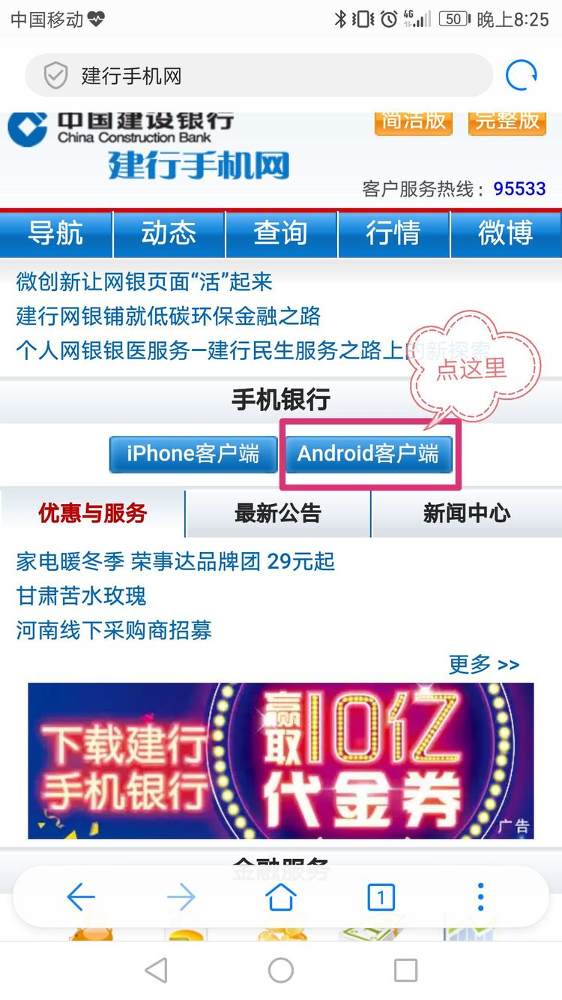 中国移动
4G
50
晚上8:25
建行手机网
中国建设银行
China Construction Bank
简洁版
完整版
建行手机网
客户服务热线：95533
导航
动态
查询
行情
微博
微创新让网银页面“活”起来
建行网银铺就低碳环保金融之路
个人网银银医服务—建行民生服务之路上的新探索
点这里
手机银行
iPhone客户端
Android客户端
优惠与服务
最新公告
新闻中心
家电暖冬季 荣事达品牌团 29元起
甘肃苦水玫瑰
河南线下采购商招募
更多 >>
下载建行
手机银行
赢取10亿
代金券
广告
金融服务
1